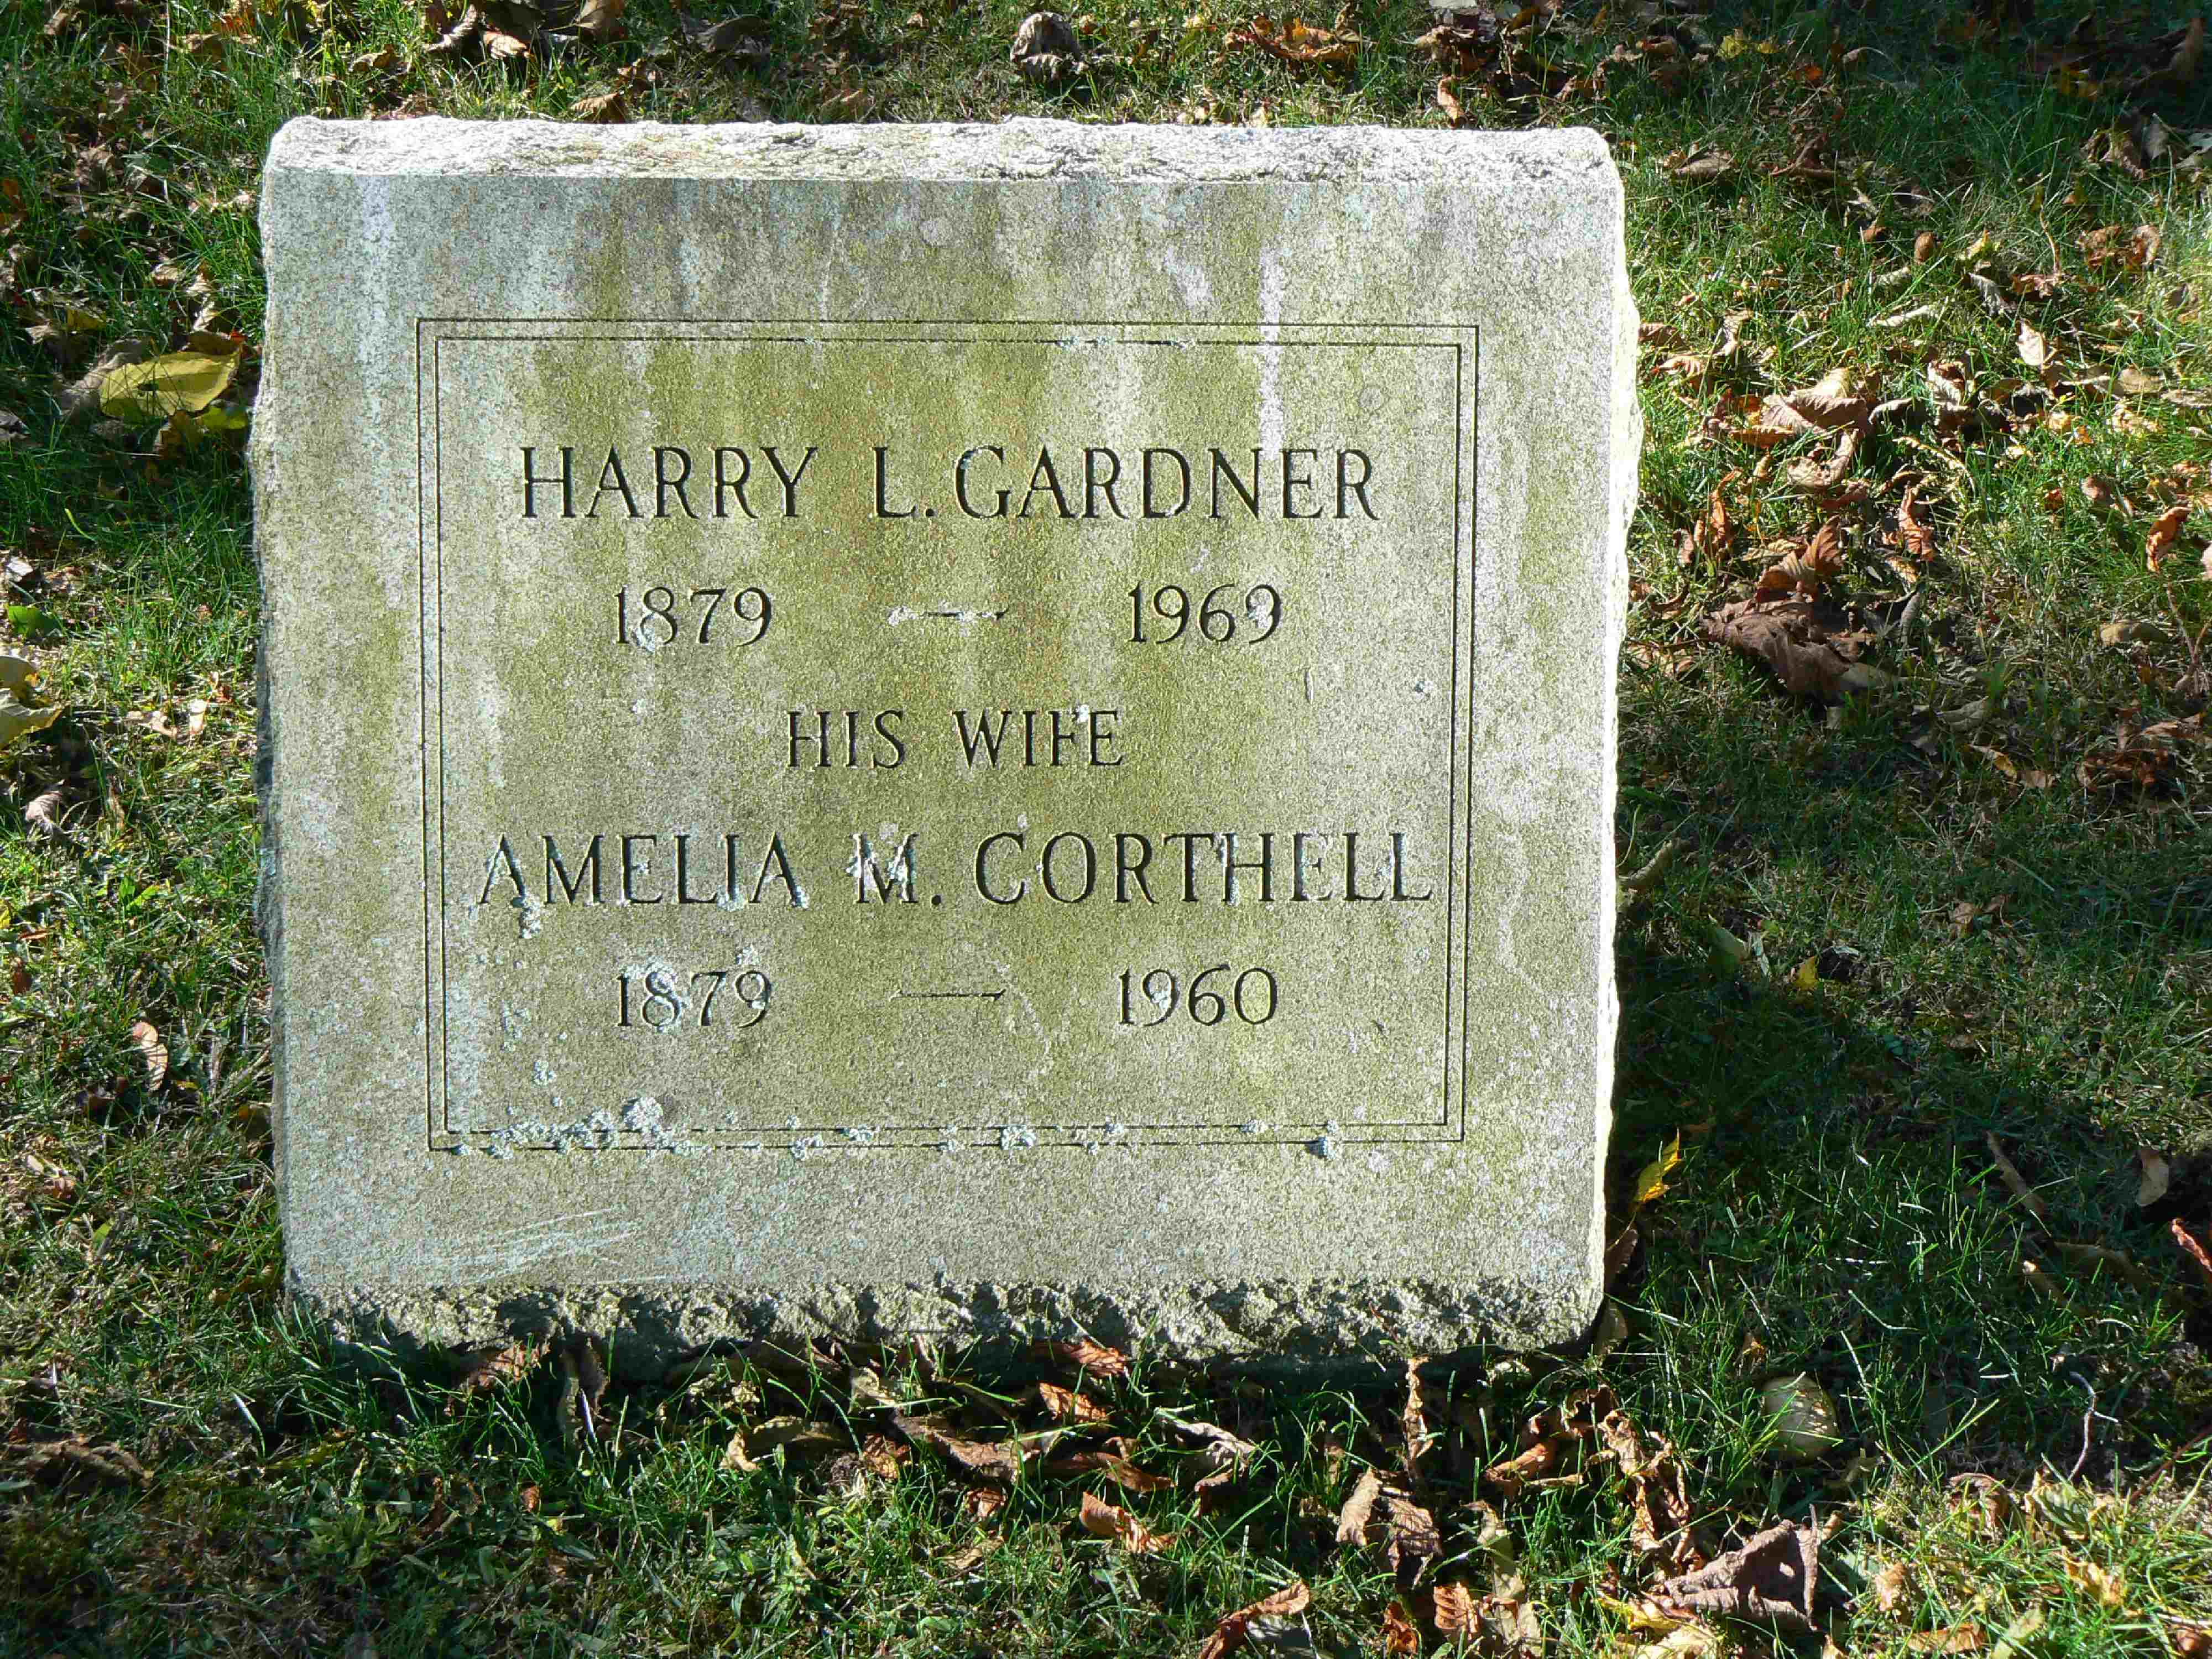 HARRY L. GARDNER
1879 — 1969
HIS WIFE
AMELIA M. CORTHELL
1879 — 1960